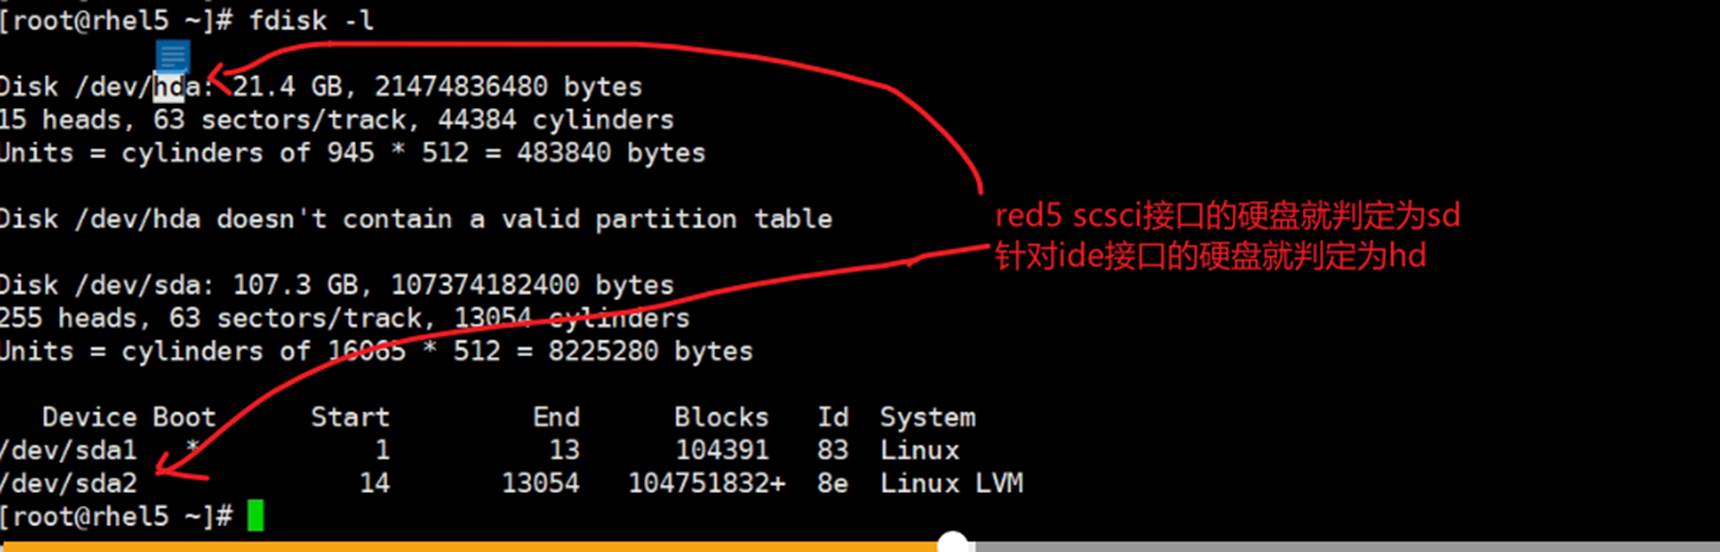 [root@rhel5 ~]# fdisk -l
Disk /dev/hda: 21.4 GB, 21474836480 bytes
15 heads, 63 sectors/track, 44384 cylinders
Units = cylinders of 945 * 512 = 483840 bytes
Disk /dev/hda doesn't contain a valid partition table
red5 scsci接口的硬盘就判定为sd
针对ide接口的硬盘就判定为hd
Disk /dev/sda: 107.3 GB, 107374182400 bytes
255 heads, 63 sectors/track, 13054 cylinders
Units = cylinders of 16065 * 512 = 8225280 bytes
Device Boot Start End Blocks Id System
/dev/sda1 * 1 13 104391 83 Linux
/dev/sda2 14 13054 104751832+ 8e Linux LVM
[root@rhel5 ~]#